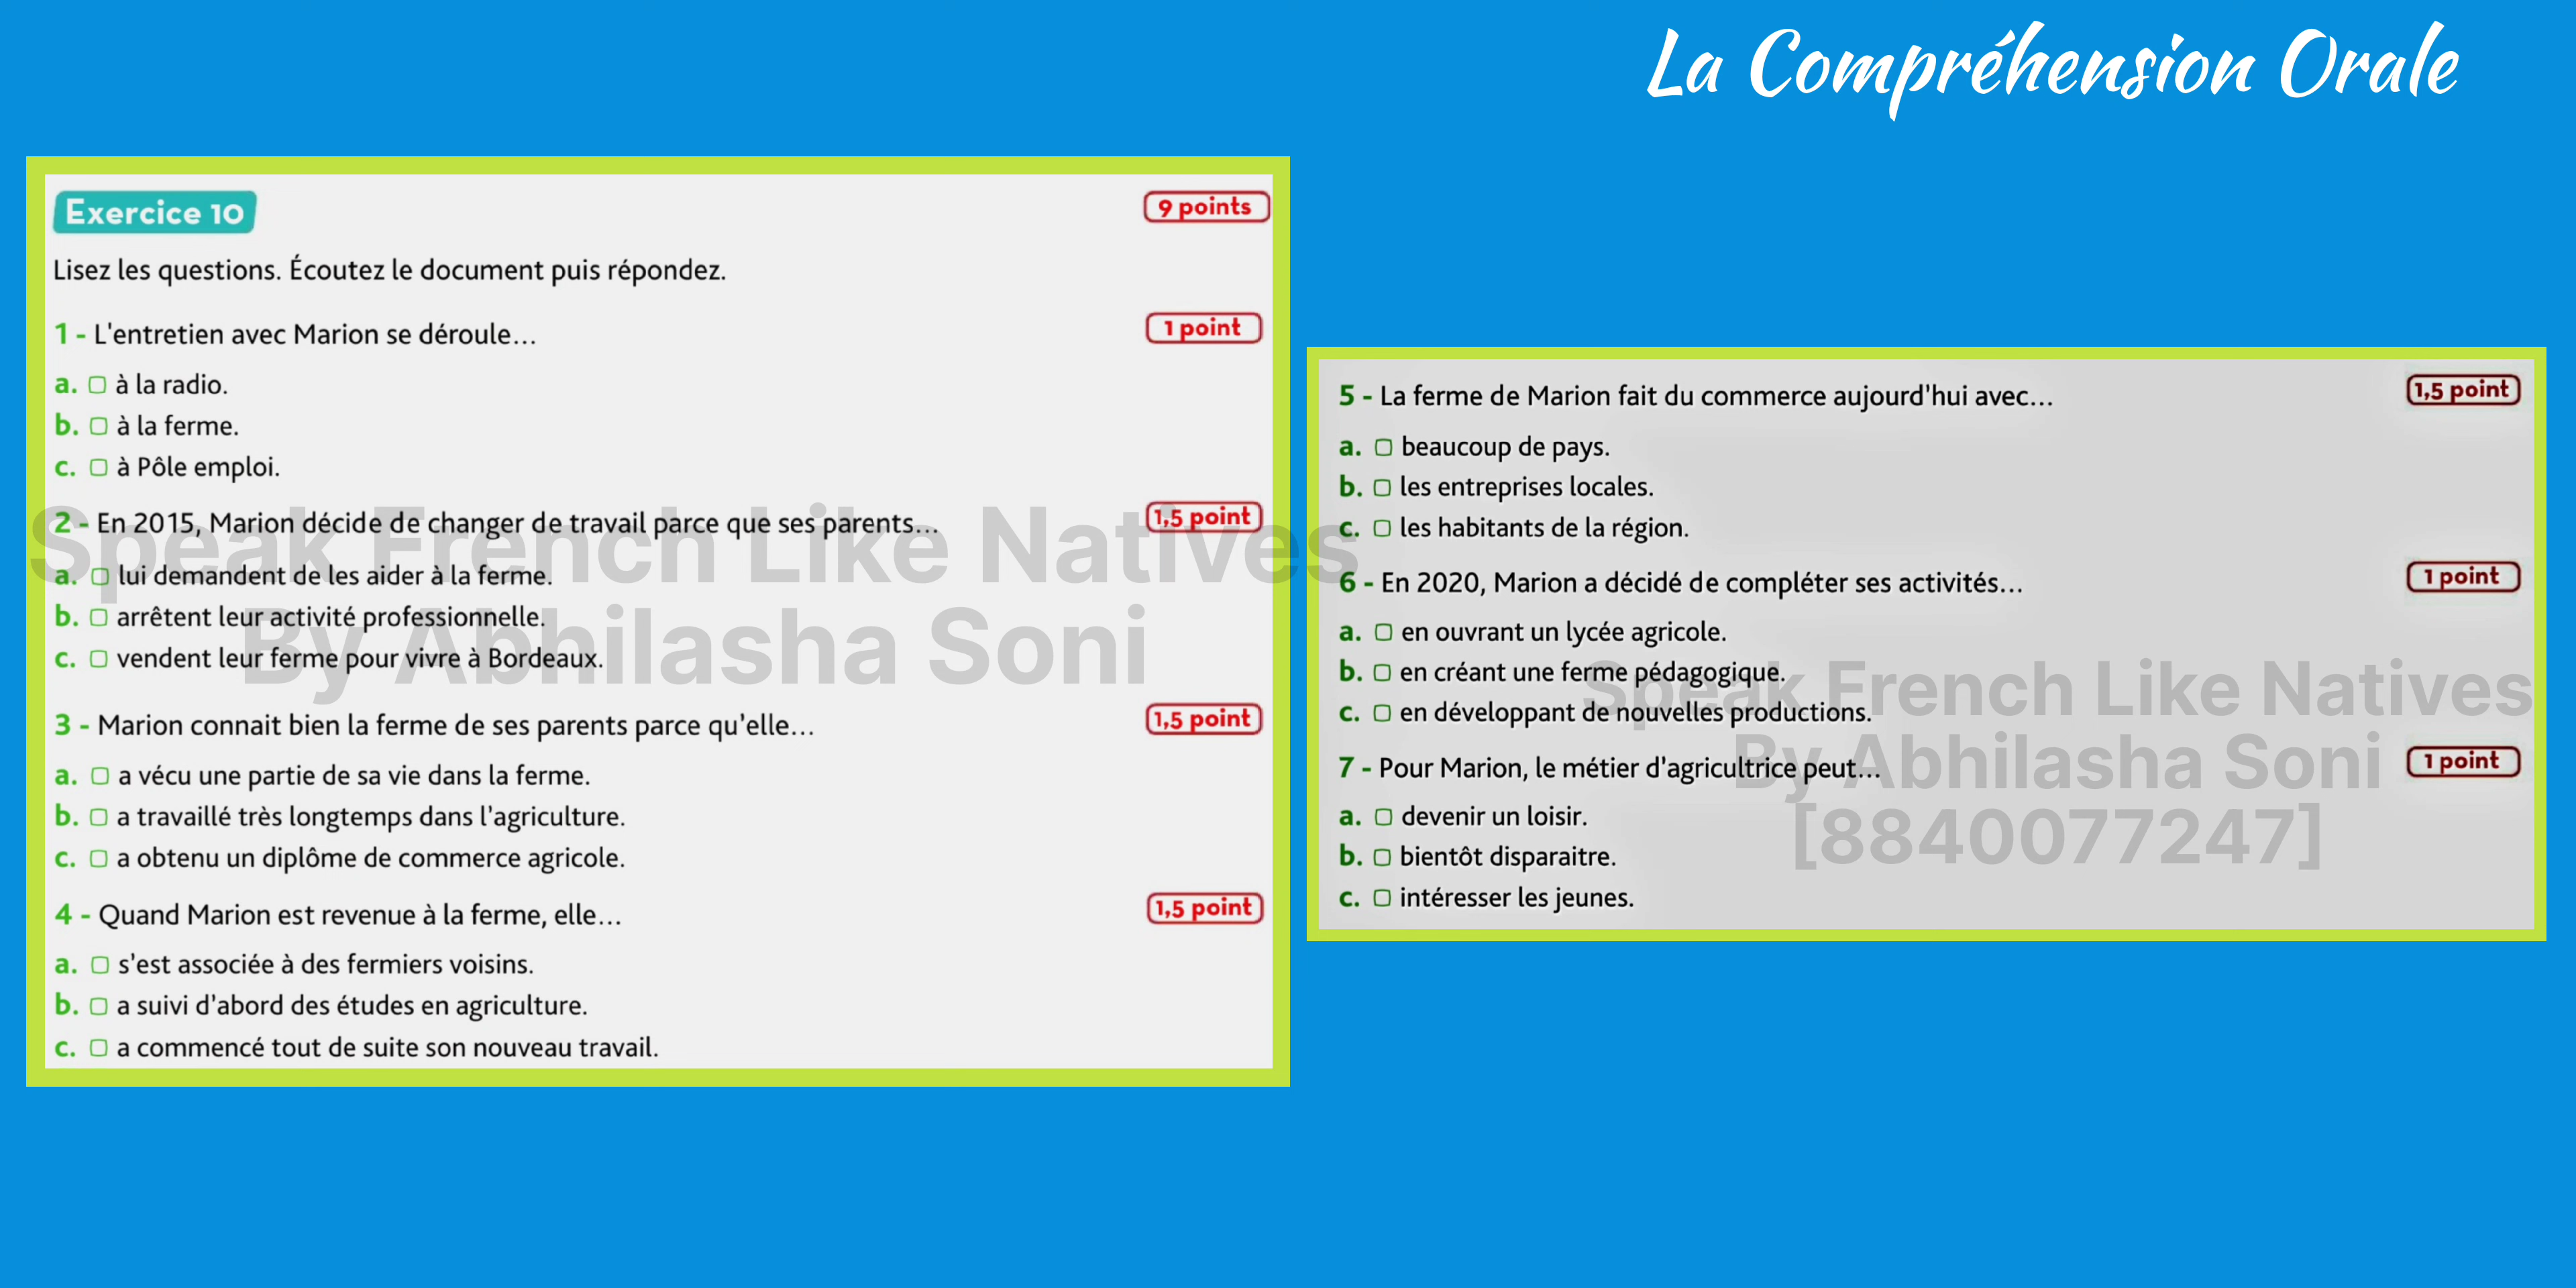 La Compréhension Orale
Exercice 10
9 points
Lisez les questions. Écoutez le document puis répondez.
1 - L'entretien avec Marion se déroule...
1 point
a. à la radio.
b. à la ferme.
c. à Pôle emploi.
2 - En 2015, Marion décide de changer de travail parce que ses parents...
1,5 point
a. lui demandent de les aider à la ferme.
b. arrêtent leur activité professionnelle.
c. vendent leur ferme pour vivre à Bordeaux.
3 - Marion connait bien la ferme de ses parents parce qu'elle...
1,5 point
a. a vécu une partie de sa vie dans la ferme.
b. a travaillé très longtemps dans l'agriculture.
c. a obtenu un diplôme de commerce agricole.
4 - Quand Marion est revenue à la ferme, elle...
1,5 point
a. s'est associée à des fermiers voisins.
b. a suivi d'abord des études en agriculture.
c. a commencé tout de suite son nouveau travail.
Speak French Like Natives
By Abhilasha Soni
5 - La ferme de Marion fait du commerce aujourd'hui avec...
1,5 point
a. beaucoup de pays.
b. les entreprises locales.
c. les habitants de la région.
6 - En 2020, Marion a décidé de compléter ses activités...
1 point
a. en ouvrant un lycée agricole.
b. en créant une ferme pédagogique.
c. en développant de nouvelles productions.
7 - Pour Marion, le métier d'agricultrice peut...
1 point
a. devenir un loisir.
b. bientôt disparaitre.
c. intéresser les jeunes.
Speak French Like Natives
By Abhilasha Soni
[8840077247]